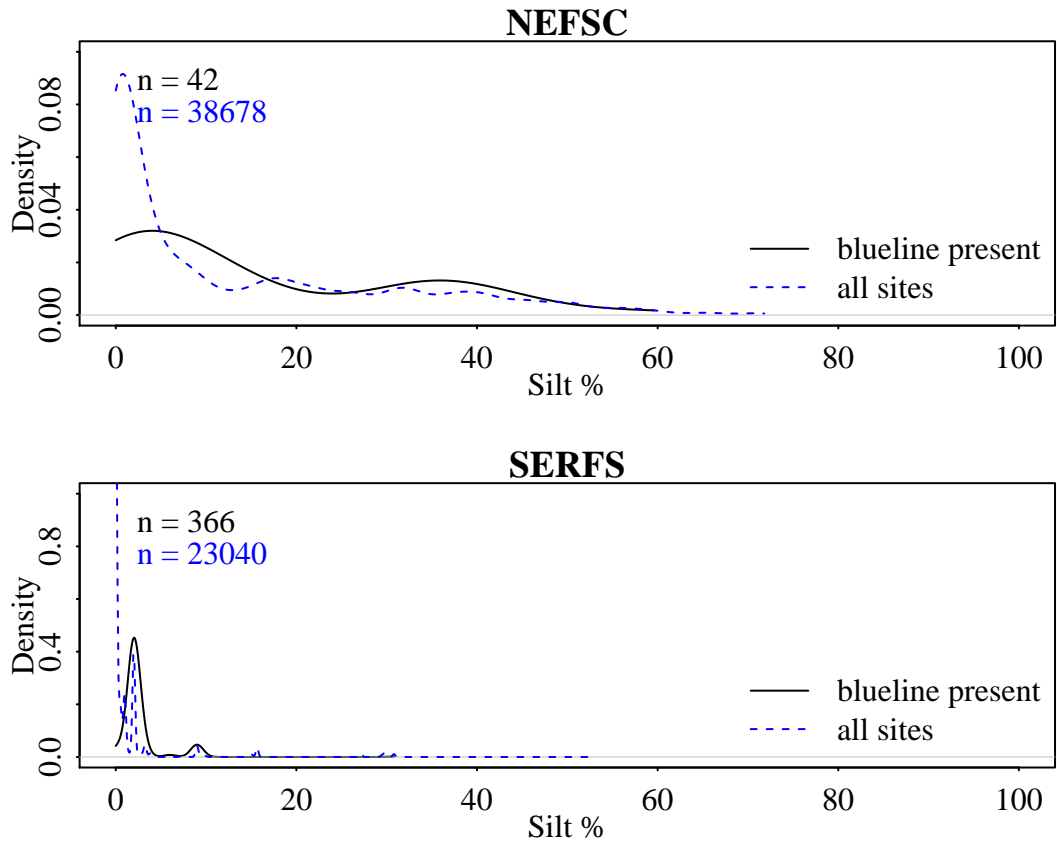 NEFSC
n = 42
n = 38678
Density
0.00 0.04 0.08
blueline present
all sites
0 20 40 60 80 100
Silt %
SERFS
n = 366
n = 23040
Density
0.0 0.4 0.8
blueline present
all sites
0 20 40 60 80 100
Silt %